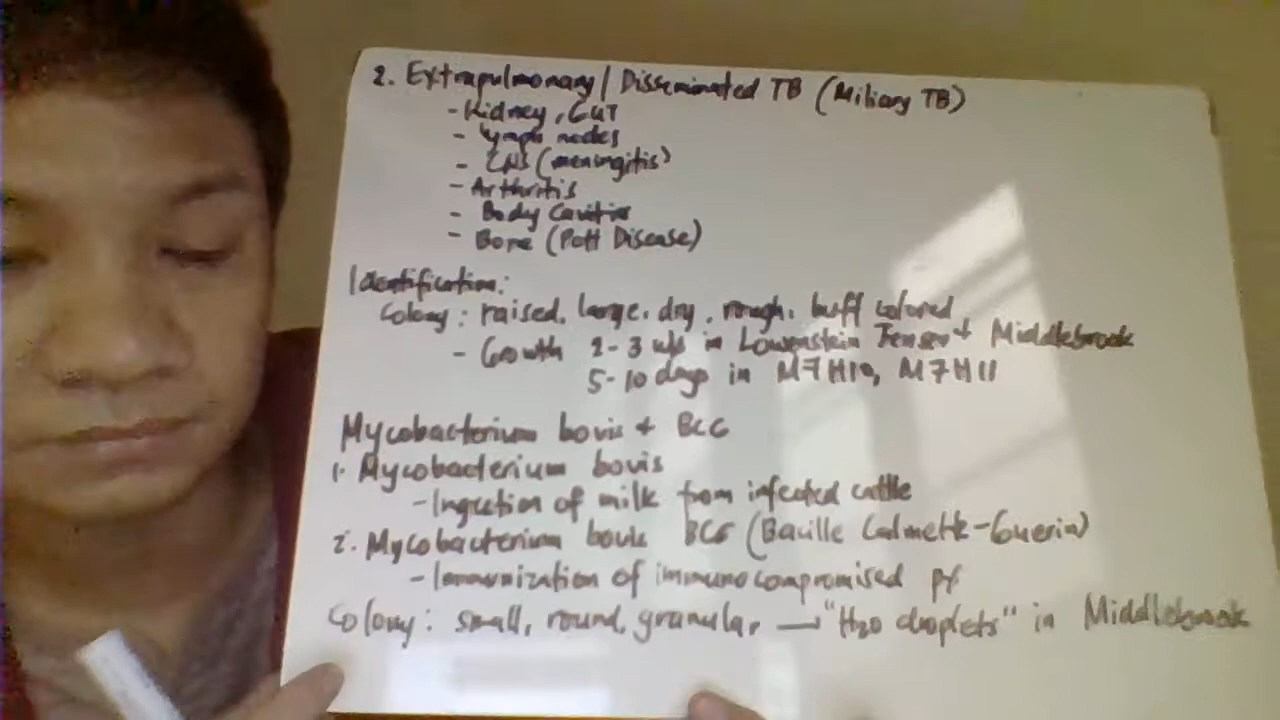 2. Extrapulmonary / Disseminated TB (Miliary TB)
- Kidney, GUT
- Lymph nodes
- CNS (meningitis)
- Arthritis
- Body Cavities
- Bone (Pott Disease)
Identification:
Colony: raised, large, dry, rough, buff colored
- Growth 2-3 wks in Lowenstein Jensen + Middlebrook
5-10 days in M7H10, M7H11
Mycobacterium bovis + BCG
1. Mycobacterium bovis
- Ingestion of milk from infected cattle
2. Mycobacterium bovis BCG (Bacille Calmette-Guerin)
- Immunization of immunocompromised px
Colony: small, round, granular, → "H2O droplets" in Middlebrook